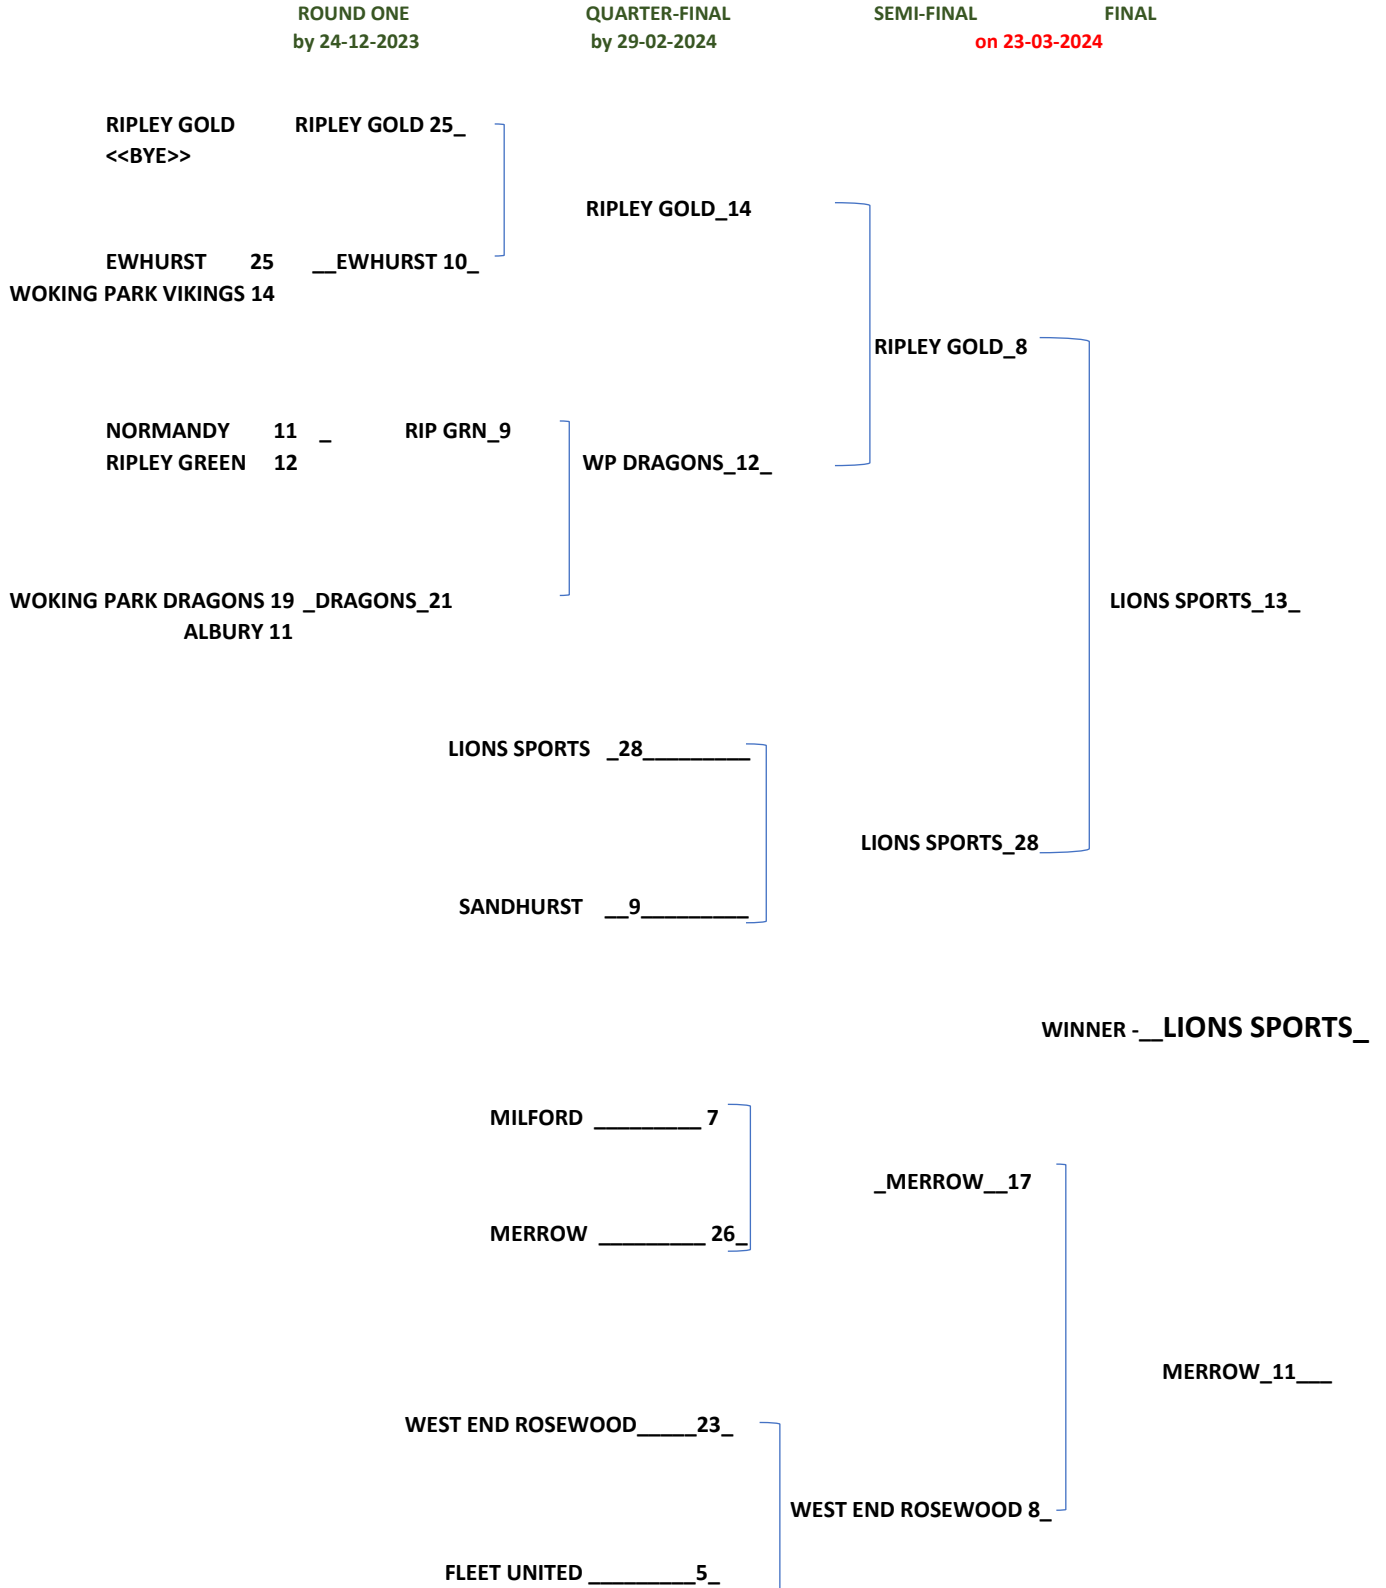 ROUND ONE QUARTER-FINAL SEMI-FINAL FINAL
by 24-12-2023 by 29-02-2024 on 23-03-2024
RIPLEY GOLD RIPLEY GOLD 25_
<<BYE>>
RIPLEY GOLD_14
EWHURST 25 __EWHURST 10_
WOKING PARK VIKINGS 14
RIPLEY GOLD_8
NORMANDY 11 _ RIP GRN_9
RIPLEY GREEN 12 WP DRAGONS_12_
WOKING PARK DRAGONS 19 _DRAGONS_21 LIONS SPORTS_13_
ALBURY 11
LIONS SPORTS _28_________
LIONS SPORTS_28
SANDHURST __9_________
WINNER -__LIONS SPORTS_
MILFORD _________ 7
_MERROW__17
MERROW _________ 26_
MERROW_11___
WEST END ROSEWOOD_____23_
WEST END ROSEWOOD 8_
FLEET UNITED _________5_